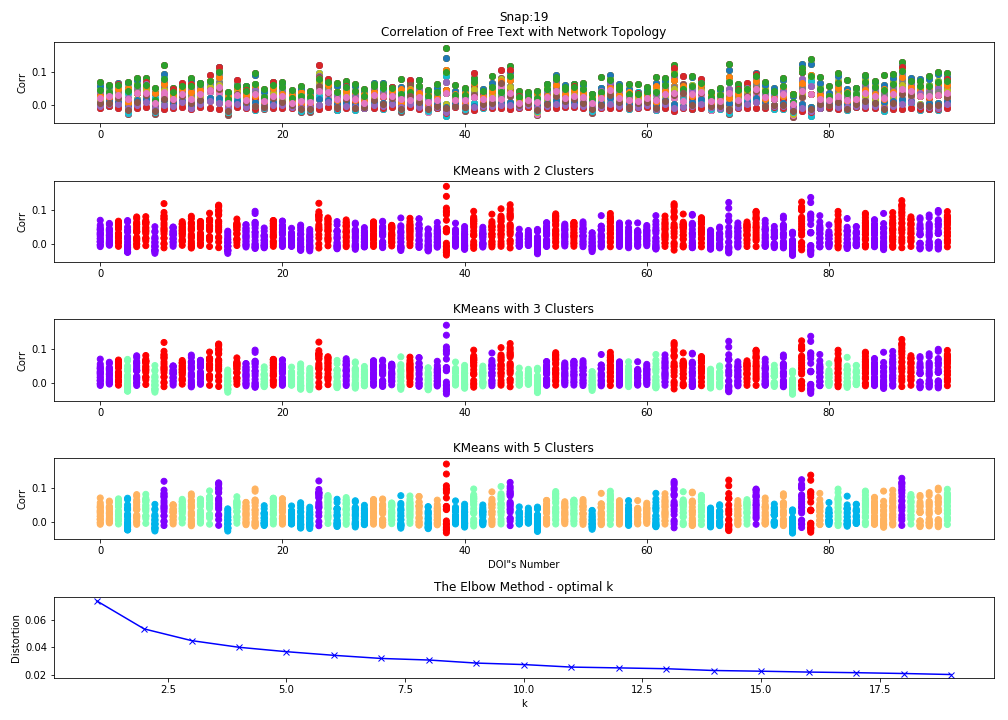 Snap:19
Correlation of Free Text with Network Topology
Corr
0.1
0.0
0 20 40 60 80
KMeans with 2 Clusters
Corr
0.1
0.0
0 20 40 60 80
KMeans with 3 Clusters
Corr
0.1
0.0
0 20 40 60 80
KMeans with 5 Clusters
Corr
0.1
0.0
0 20 40 60 80
DOI"s Number
The Elbow Method - optimal k
Distortion
0.06
0.04
0.02
2.5 5.0 7.5 10.0 12.5 15.0 17.5
k